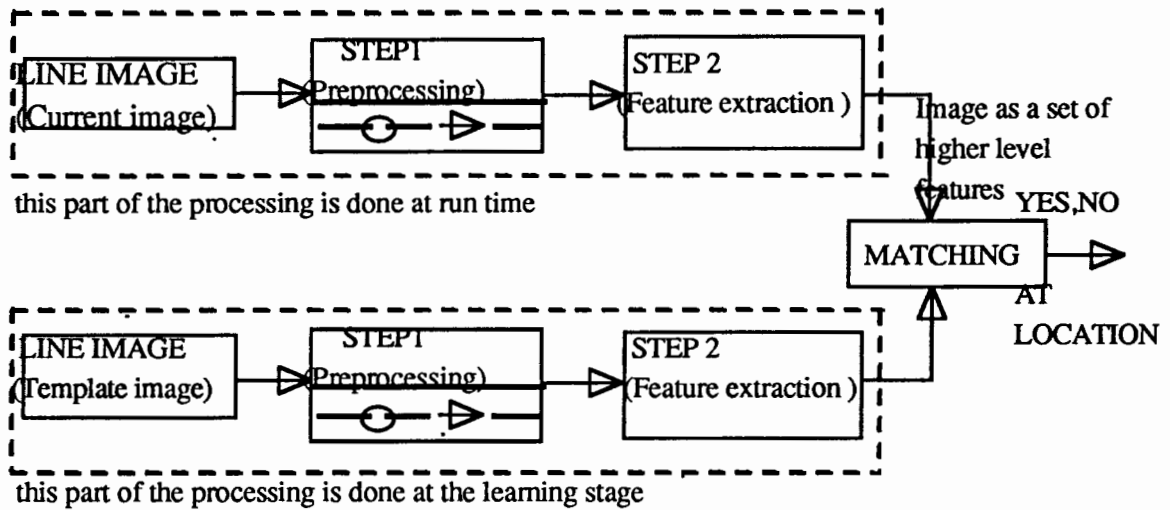 LINE IMAGE
(Current image)
STEP1
(Preprocessing)
STEP 2
(Feature extraction )
Image as a set of
higher level
features
this part of the processing is done at run time
YES,NO
MATCHING
AT
LOCATION
LINE IMAGE
(Template image)
STEP1
(Preprocessing)
STEP 2
(Feature extraction )
this part of the processing is done at the learning stage